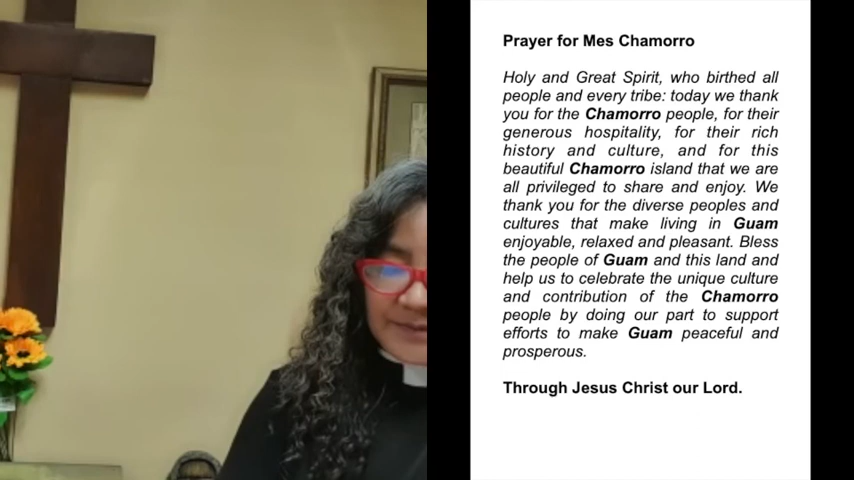 Prayer for Mes Chamorro
Holy and Great Spirit, who birthed all
people and every tribe: today we thank
you for the Chamorro people, for their
generous hospitality, for their rich
history and culture, and for this
beautiful Chamorro island that we are
all privileged to share and enjoy. We
thank you for the diverse peoples and
cultures that make living in Guam
enjoyable, relaxed and pleasant. Bless
the people of Guam and this land and
help us to celebrate the unique culture
and contribution of the Chamorro
people by doing our part to support
efforts to make Guam peaceful and
prosperous.
Through Jesus Christ our Lord.